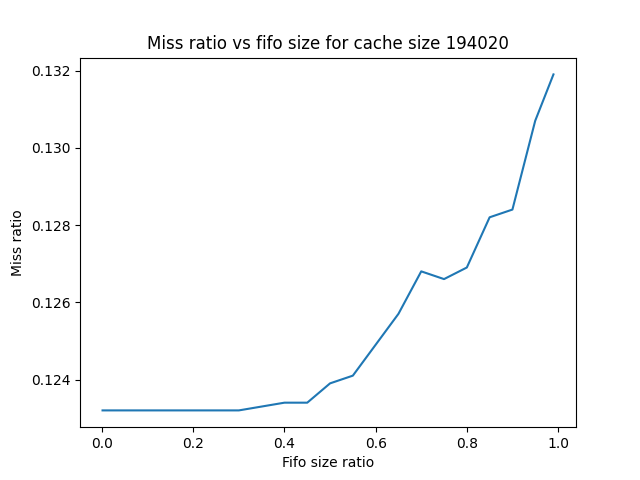 Miss ratio vs fifo size for cache size 194020
0.132
0.130
0.128
0.126
0.124
Miss ratio
0.0 0.2 0.4 0.6 0.8 1.0
Fifo size ratio